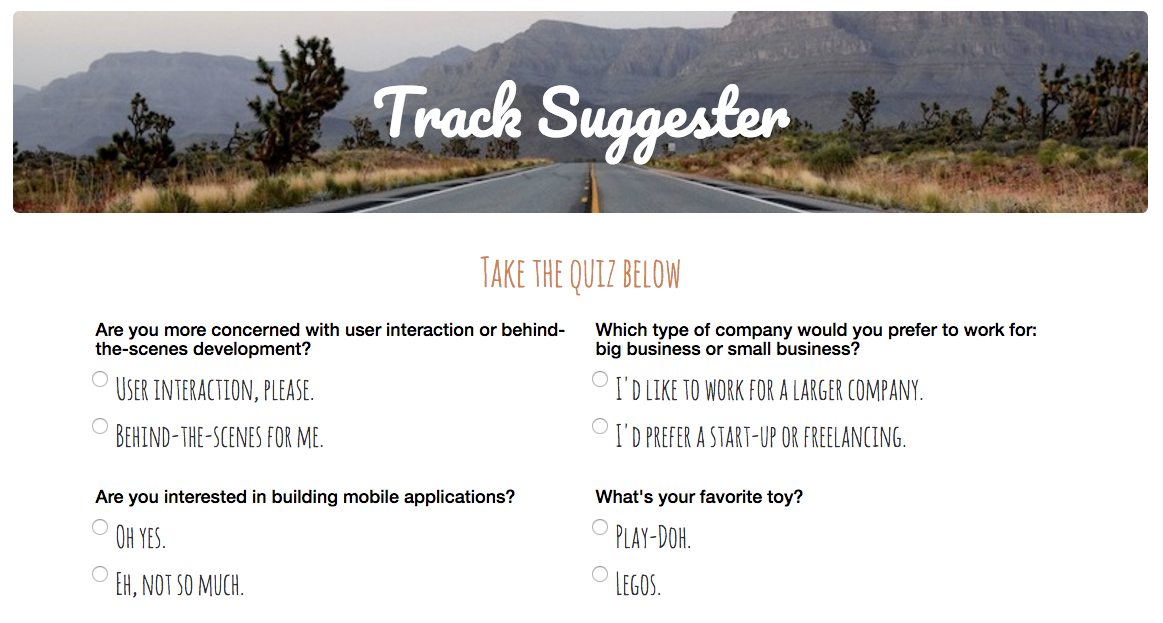 Track Suggester
Take the quiz below
Are you more concerned with user interaction or behind-
the-scenes development?
User interaction, please.
Behind-the-scenes for me.
Which type of company would you prefer to work for:
big business or small business?
I'd like to work for a larger company.
I'd prefer a start-up or freelancing.
Are you interested in building mobile applications?
Oh yes.
Eh, not so much.
What's your favorite toy?
Play-Doh.
Legos.